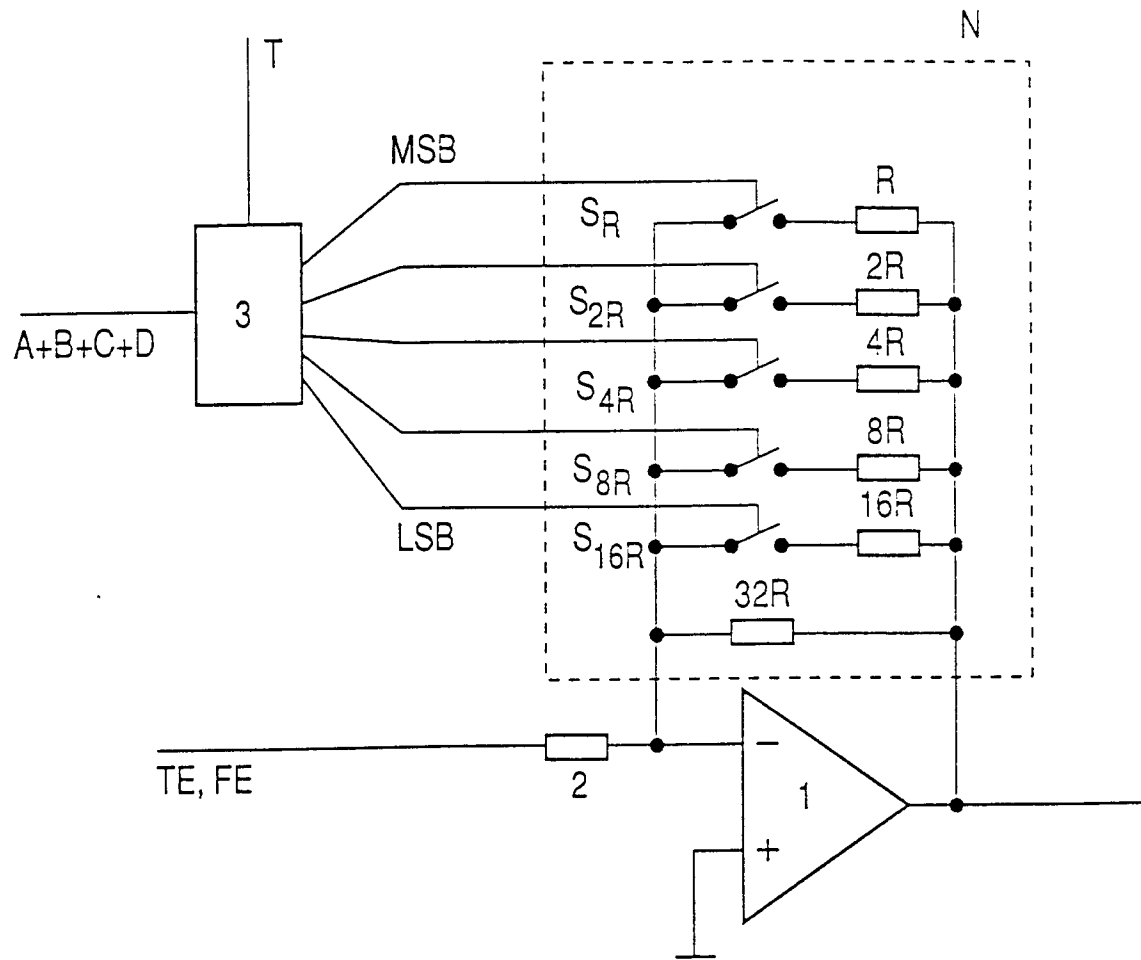 N
T
MSB
R
S_R
2R
S_2R
3
A+B+C+D
4R
S_4R
8R
S_8R
16R
LSB
S_16R
32R
−
TE, FE
2
1
+